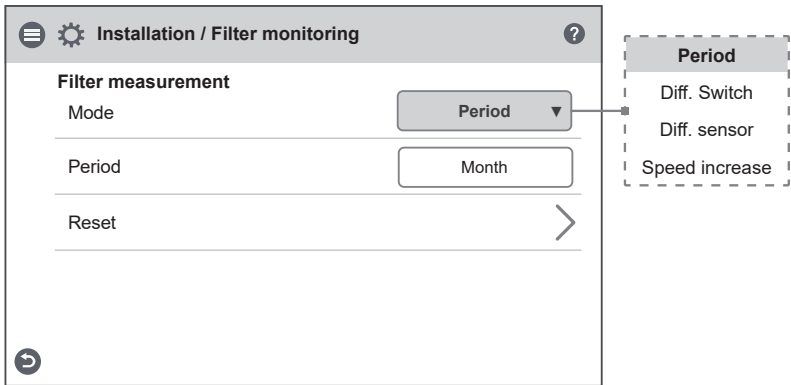 Installation / Filter monitoring ?
Filter measurement
Mode Period ▼
Period Month
Reset
Period
Diff. Switch
Diff. sensor
Speed increase